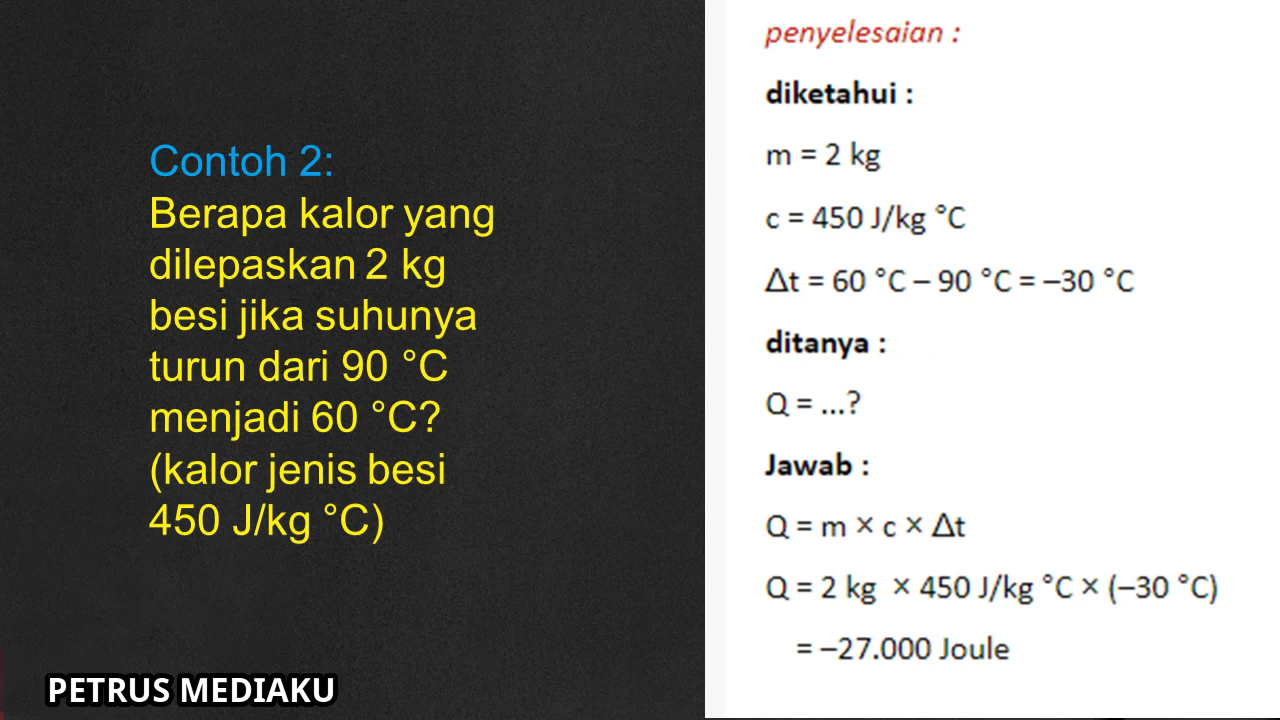 Contoh 2:
Berapa kalor yang
dilepaskan 2 kg
besi jika suhunya
turun dari 90 °C
menjadi 60 °C?
(kalor jenis besi
450 J/kg °C)
PETRUS MEDIAKU
penyelesaian :
diketahui :
m = 2 kg
c = 450 J/kg °C
Δt = 60 °C – 90 °C = –30 °C
ditanya :
Q = ...?
Jawab :
Q = m × c × Δt
Q = 2 kg × 450 J/kg °C × (–30 °C)
= –27.000 Joule